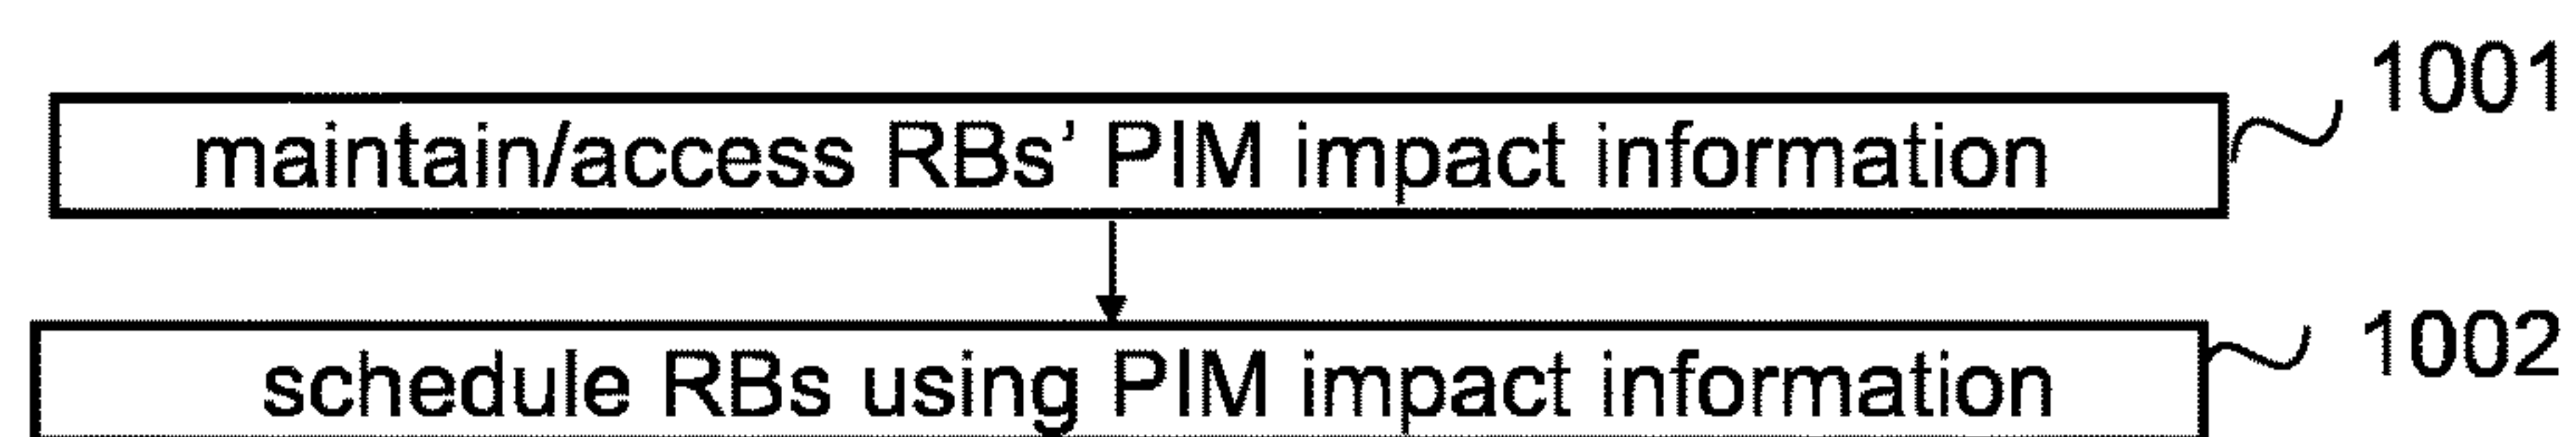 1001
maintain/access RBs’ PIM impact information
1002
schedule RBs using PIM impact information